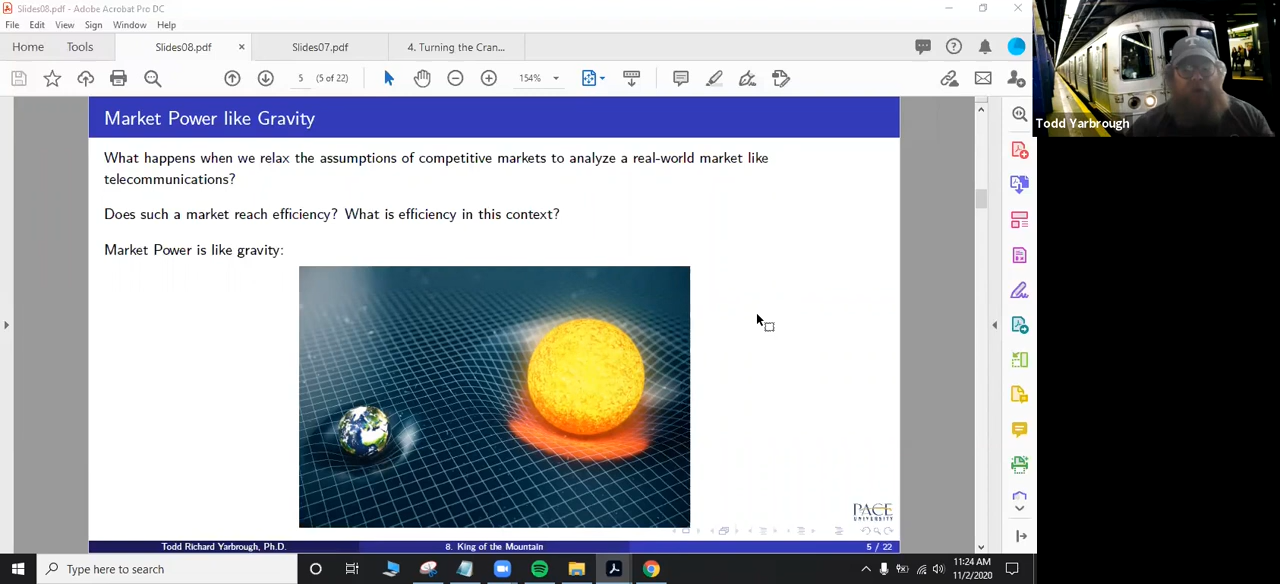 Slides08.pdf - Adobe Acrobat Pro DC
File Edit View Sign Window Help
Home Tools Slides08.pdf × Slides07.pdf 4. Turning the Cran...
5 (5 of 22) 154%
Market Power like Gravity
What happens when we relax the assumptions of competitive markets to analyze a real-world market like
telecommunications?
Does such a market reach efficiency? What is efficiency in this context?
Market Power is like gravity:
PACE
UNIVERSITY
Todd Richard Yarbrough, Ph.D. 8. King of the Mountain 5 / 22
Todd Yarbrough
Type here to search
11:24 AM
11/2/2020